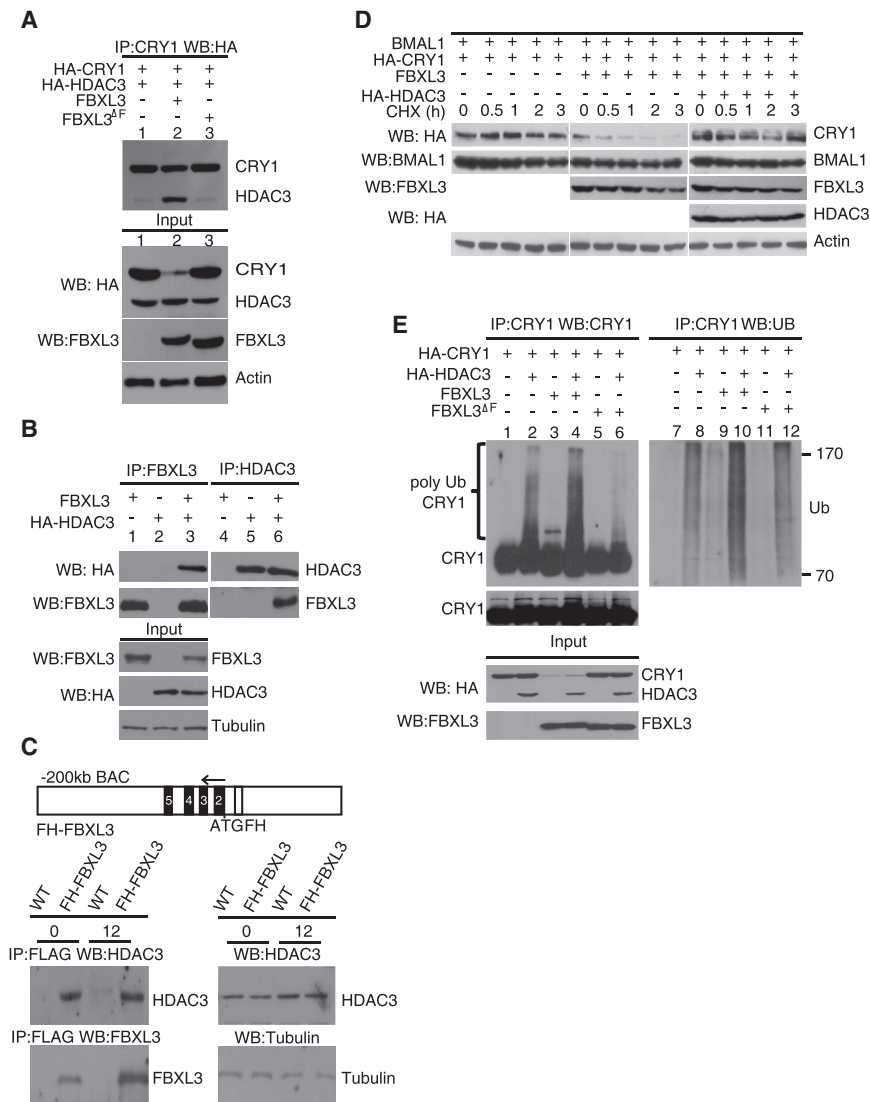 A
IP:CRY1 WB:HA
HA-CRY1 + + +
HA-HDAC3 + + +
FBXL3 - + -
FBXL3ΔF - - +
1 2 3
CRY1
HDAC3
Input
1 2 3
WB: HA
CRY1
HDAC3
WB:FBXL3 FBXL3
Actin
B
IP:FBXL3 IP:HDAC3
FBXL3 + + + +
HA-HDAC3 + + + +
1 2 3 4 5 6
WB: HA HDAC3
WB:FBXL3 FBXL3
Input
WB:FBXL3 FBXL3
WB:HA HDAC3
Tubulin
C
-200kb BAC
5 4 3 2
ATGFH
FH-FBXL3
WT FH-FBXL3 WT FH-FBXL3
0 12
IP:FLAG WB:HDAC3
HDAC3
IP:FLAG WB:FBXL3
FBXL3
WT FH-FBXL3 WT FH-FBXL3
0 12
WB:HDAC3
HDAC3
WB:Tubulin
Tubulin
D
BMAL1 + + + + + + + + + + + + + + +
HA-CRY1 + + + + + + + + + + + + + + +
FBXL3 - - - - - + + + + + + + + + +
HA-HDAC3 - - - - - - - - - - + + + + +
CHX (h) 0 0.5 1 2 3 0 0.5 1 2 3 0 0.5 1 2 3
WB: HA CRY1
WB:BMAL1 BMAL1
WB:FBXL3 FBXL3
WB: HA HDAC3
Actin
E
IP:CRY1 WB:CRY1 IP:CRY1 WB:UB
HA-CRY1 + + + + + + + + + + + +
HA-HDAC3 - + - + - + - + - + - +
FBXL3 - - + + - - - - + + - -
FBXL3ΔF - - - - + + - - - - + +
1 2 3 4 5 6 7 8 9 10 11 12
poly Ub
CRY1
CRY1
170
Ub
70
CRY1
Input
WB: HA
CRY1
HDAC3
WB:FBXL3 FBXL3